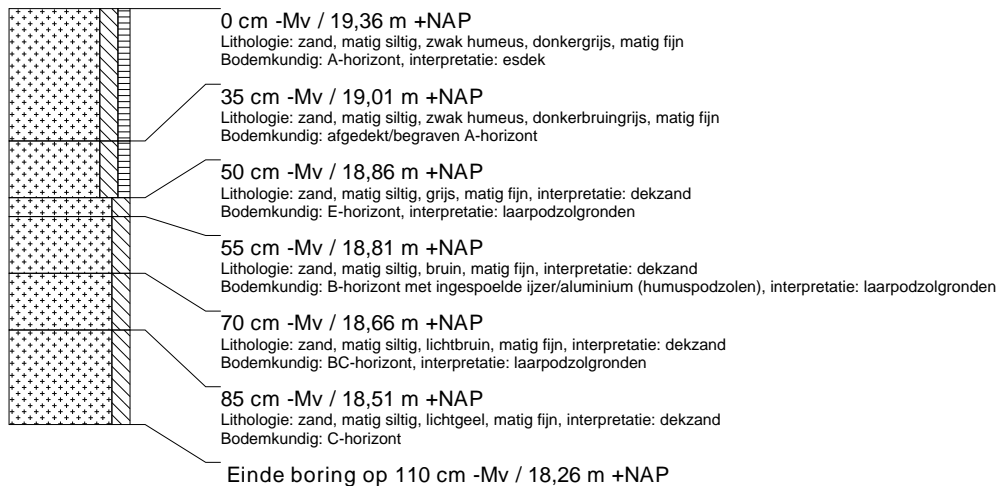 0 cm -Mv / 19,36 m +NAP
Lithologie: zand, matig siltig, zwak humeus, donkergrijs, matig fijn
Bodemkundig: A-horizont, interpretatie: esdek
35 cm -Mv / 19,01 m +NAP
Lithologie: zand, matig siltig, zwak humeus, donkerbruingrijs, matig fijn
Bodemkundig: afgedekt/begraven A-horizont
50 cm -Mv / 18,86 m +NAP
Lithologie: zand, matig siltig, grijs, matig fijn, interpretatie: dekzand
Bodemkundig: E-horizont, interpretatie: laarpodzolgronden
55 cm -Mv / 18,81 m +NAP
Lithologie: zand, matig siltig, bruin, matig fijn, interpretatie: dekzand
Bodemkundig: B-horizont met ingespoelde ijzer/aluminium (humuspodzolen), interpretatie: laarpodzolgronden
70 cm -Mv / 18,66 m +NAP
Lithologie: zand, matig siltig, lichtbruin, matig fijn, interpretatie: dekzand
Bodemkundig: BC-horizont, interpretatie: laarpodzolgronden
85 cm -Mv / 18,51 m +NAP
Lithologie: zand, matig siltig, lichtgeel, matig fijn, interpretatie: dekzand
Bodemkundig: C-horizont
Einde boring op 110 cm -Mv / 18,26 m +NAP